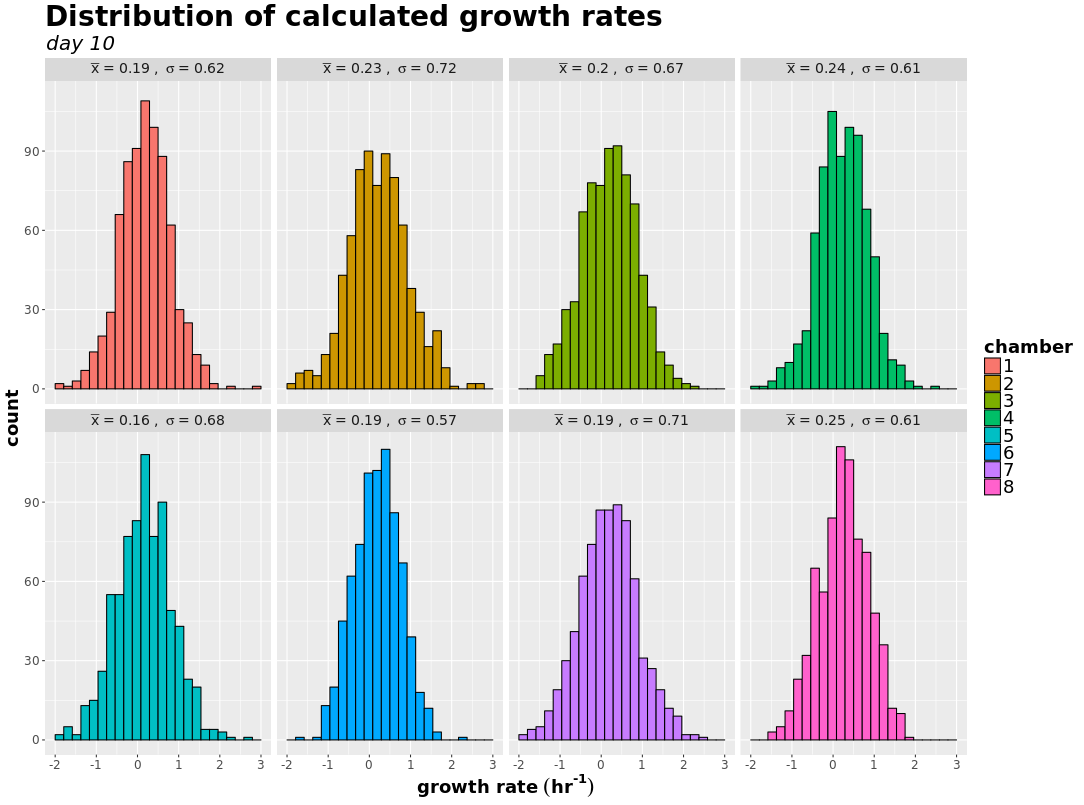 Distribution of calculated growth rates
day 10
x̅ = 0.19 , σ = 0.62
x̅ = 0.23 , σ = 0.72
x̅ = 0.2 , σ = 0.67
x̅ = 0.24 , σ = 0.61
90
60
30
0
count
chamber
1
2
3
4
5
6
7
8
x̅ = 0.16 , σ = 0.68
x̅ = 0.19 , σ = 0.57
x̅ = 0.19 , σ = 0.71
x̅ = 0.25 , σ = 0.61
90
60
30
0
-2 -1 0 1 2 3
-2 -1 0 1 2 3
-2 -1 0 1 2 3
-2 -1 0 1 2 3
growth rate (hr⁻¹)